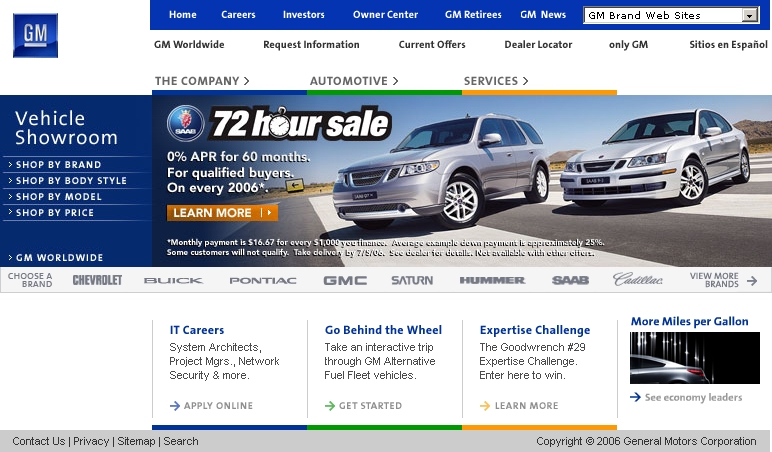 GM
Home Careers Investors Owner Center GM Retirees GM News GM Brand Web Sites
GM Worldwide Request Information Current Offers Dealer Locator only GM Sitios en Español
THE COMPANY > AUTOMOTIVE > SERVICES >
Vehicle
Showroom
> SHOP BY BRAND
> SHOP BY BODY STYLE
> SHOP BY MODEL
> SHOP BY PRICE
> GM WORLDWIDE
SAAB
72 hour sale
0% APR for 60 months.
For qualified buyers.
On every 2006*.
LEARN MORE
*Monthly payment is $16.67 for every $1,000 you finance. Average example down payment is approximately 25%.
Some customers will not qualify. Take delivery by 7/5/06. See dealer for details. Not available with other offers.
CHOOSE A
BRAND
CHEVROLET BUICK PONTIAC GMC SATURN HUMMER SAAB Cadillac
VIEW MORE
BRANDS
IT Careers
System Architects,
Project Mgrs., Network
Security & more.
APPLY ONLINE
Go Behind the Wheel
Take an interactive trip
through GM Alternative
Fuel Fleet vehicles.
GET STARTED
Expertise Challenge
The Goodwrench #29
Expertise Challenge.
Enter here to win.
LEARN MORE
More Miles per Gallon
See economy leaders
Contact Us | Privacy | Sitemap | Search
Copyright © 2006 General Motors Corporation